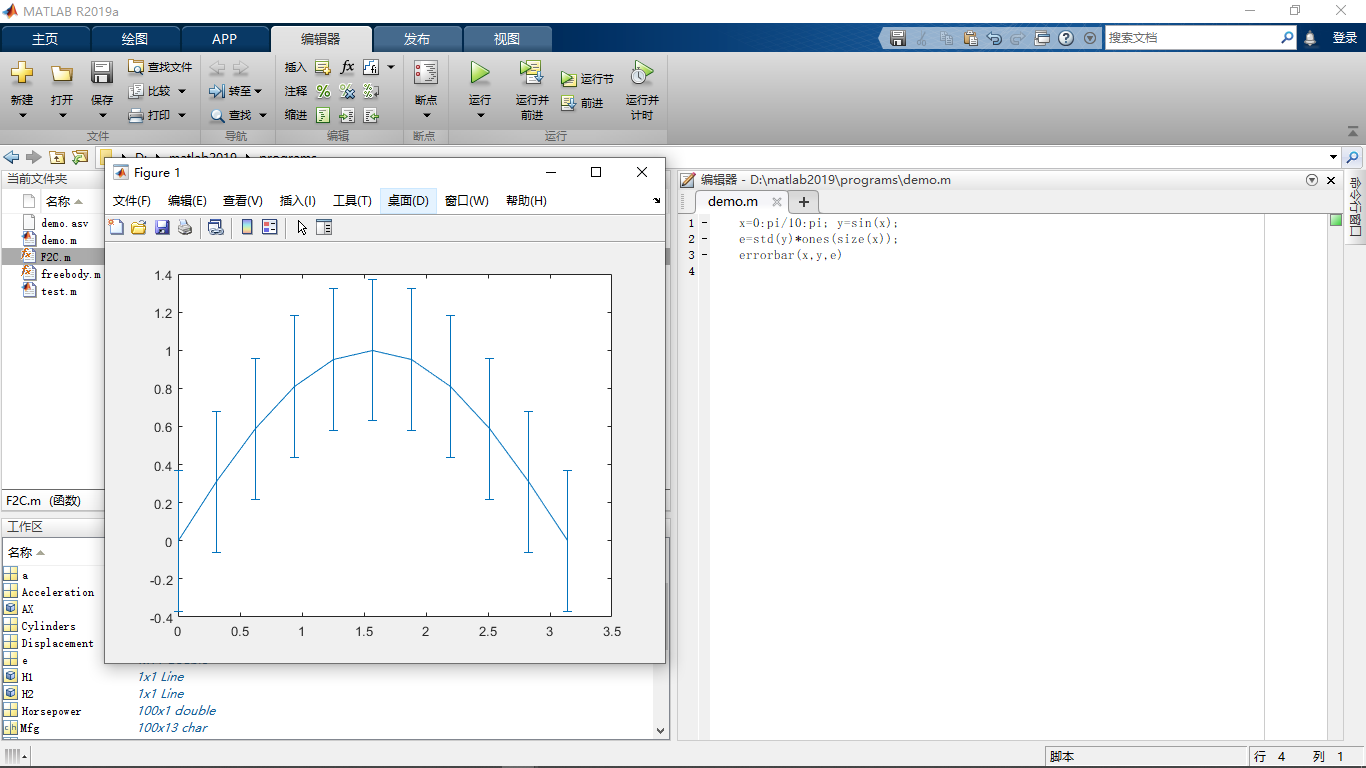 MATLAB R2019a
主页 绘图 APP 编辑器 发布 视图 搜索文档 登录
新建 打开 保存 查找文件 比较 打印 转至 查找 插入 fx 注释 缩进 断点 运行 运行并前进 运行节 前进 运行并计时
文件 导航 编辑 断点 运行
D: matlab2019 programs
当前文件夹
名称
demo.asv
demo.m
F2C.m
freebody.m
test.m
F2C.m (函数)
工作区
名称
a
Acceleration
AX
Cylinders
Displacement
e
H1 1x1 Line
H2 1x1 Line
Horsepower 100x1 double
Mfg 100x13 char
Figure 1
文件(F) 编辑(E) 查看(V) 插入(I) 工具(T) 桌面(D) 窗口(W) 帮助(H)
1.4
1.2
1
0.8
0.6
0.4
0.2
0
-0.2
-0.4
0 0.5 1 1.5 2 2.5 3 3.5
编辑器 - D:\matlab2019\programs\demo.m
demo.m
1 - x=0:pi/10:pi; y=sin(x);
2 - e=std(y)*ones(size(x));
3 - errorbar(x,y,e)
4
命令行窗口
脚本 行 4 列 1